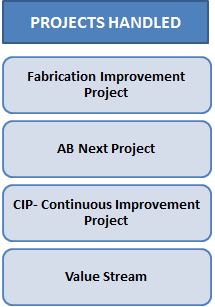 PROJECTS HANDLED
Fabrication Improvement
Project
AB Next Project
CIP- Continuous Improvement
Project
Value Stream